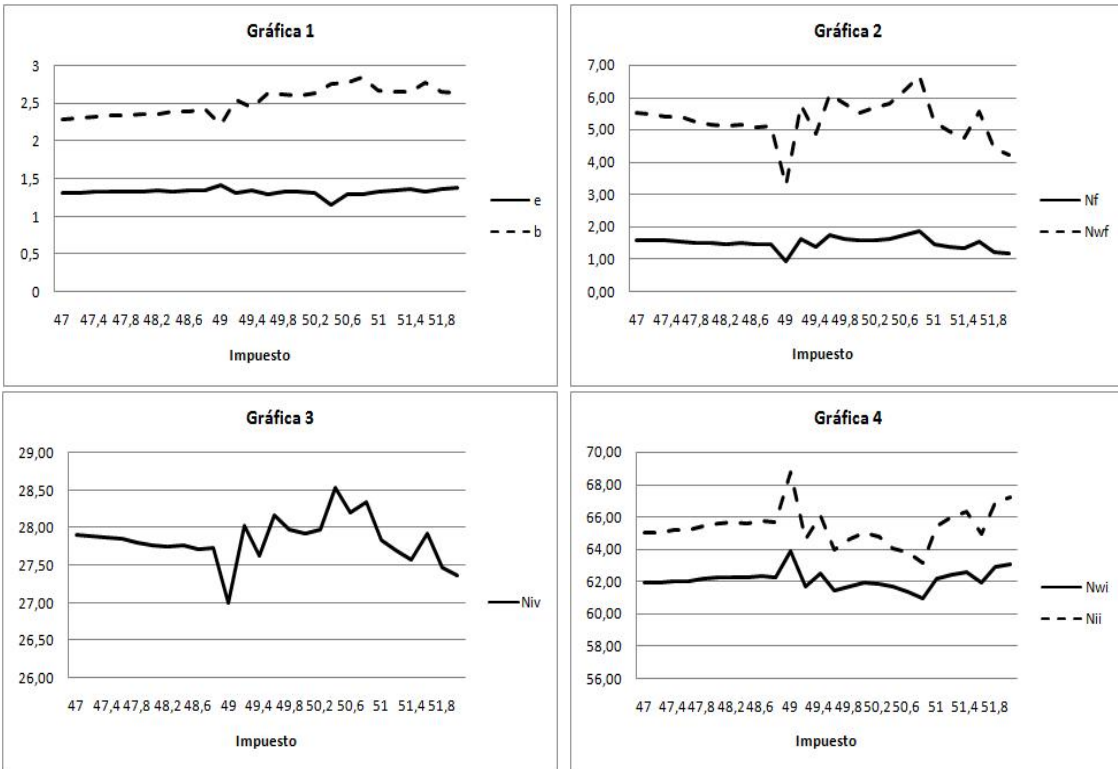 Gráfica 1
3
2,5
2
1,5
1
0,5
0
47 47,4 47,8 48,2 48,6 49 49,4 49,8 50,2 50,6 51 51,4 51,8
Impuesto
e
b
Gráfica 2
7,00
6,00
5,00
4,00
3,00
2,00
1,00
0,00
47 47,4 47,8 48,2 48,6 49 49,4 49,8 50,2 50,6 51 51,4 51,8
Impuesto
Nf
Nwf
Gráfica 3
29,00
28,50
28,00
27,50
27,00
26,50
26,00
47 47,4 47,8 48,2 48,6 49 49,4 49,8 50,2 50,6 51 51,4 51,8
Impuesto
Niv
Gráfica 4
70,00
68,00
66,00
64,00
62,00
60,00
58,00
56,00
47 47,4 47,8 48,2 48,6 49 49,4 49,8 50,2 50,6 51 51,4 51,8
Impuesto
Nwi
Nii